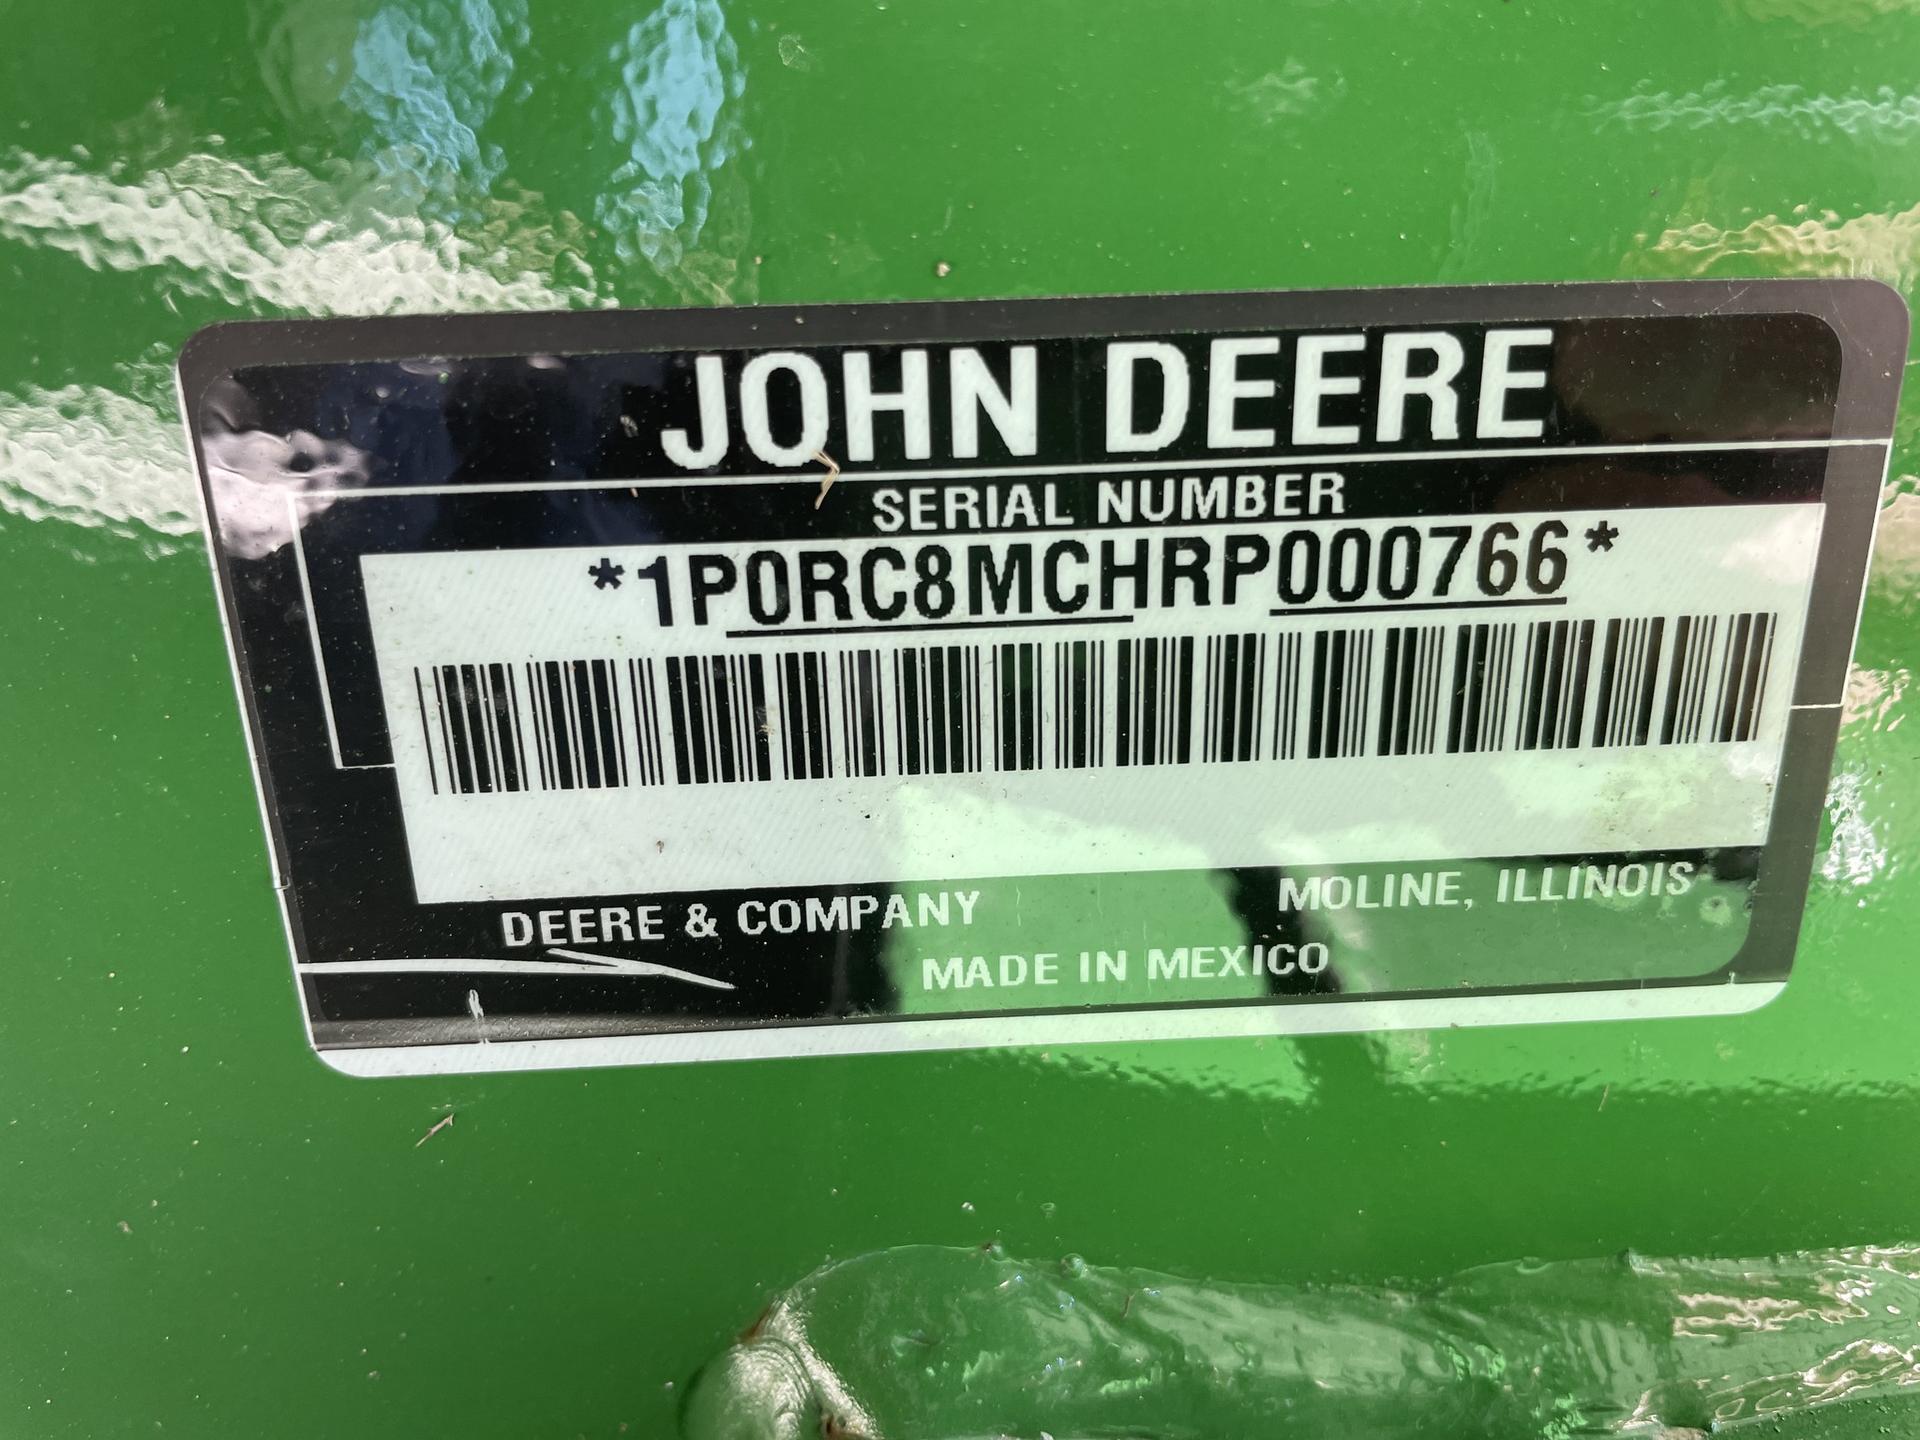 JOHN DEERE
SERIAL NUMBER
*1P0RC8MCHRP000766*
DEERE & COMPANY MOLINE, ILLINOIS
MADE IN MEXICO